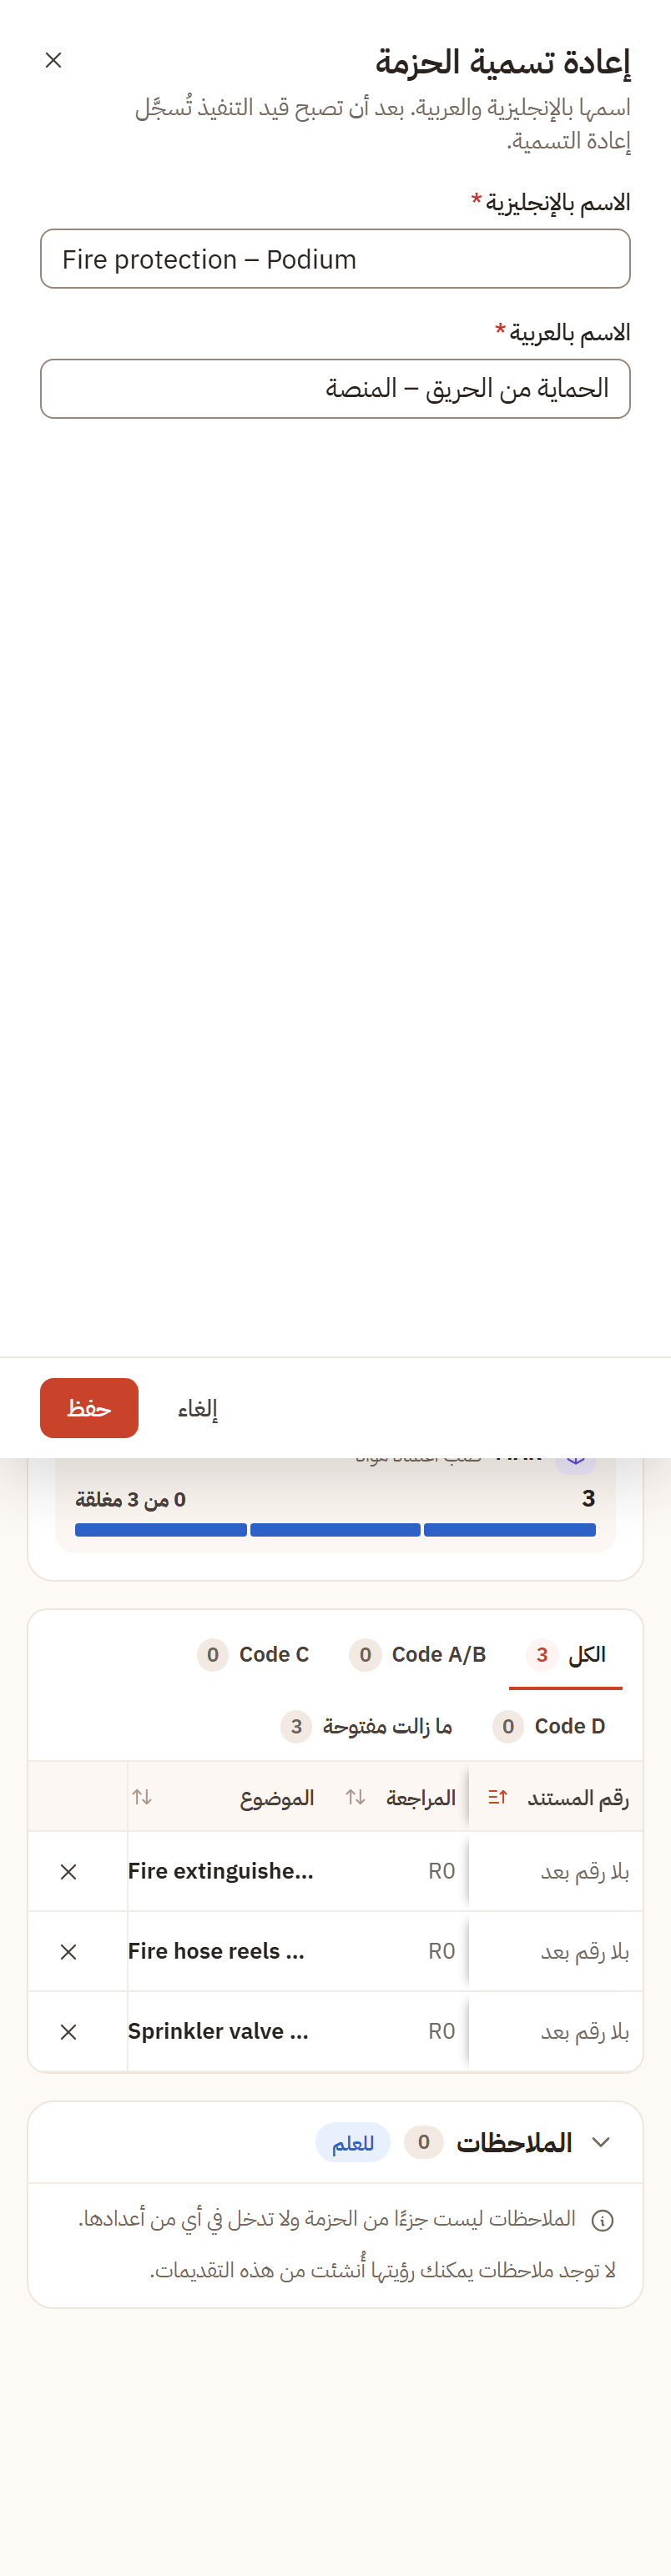 إعادة تسمية الحزمة
اسمها بالإنجليزية والعربية. بعد أن تصبح قيد التنفيذ تُسجَّل
إعادة التسمية.
الاسم بالإنجليزية *
Fire protection – Podium
الاسم بالعربية *
الحماية من الحريق – المنصة
إلغاء حفظ
3 0 من 3 مغلقة
الكل 3 Code A/B 0 Code C 0
Code D 0 ما زالت مفتوحة 3
رقم المستند المراجعة الموضوع
بلا رقم بعد R0 Fire extinguishe...
بلا رقم بعد R0 Fire hose reels ...
بلا رقم بعد R0 Sprinkler valve ...
الملاحظات 0 للعلم
الملاحظات ليست جزءًا من الحزمة ولا تدخل في أي من أعدادها.
لا توجد ملاحظات يمكنك رؤيتها أُنشئت من هذه التقديمات.